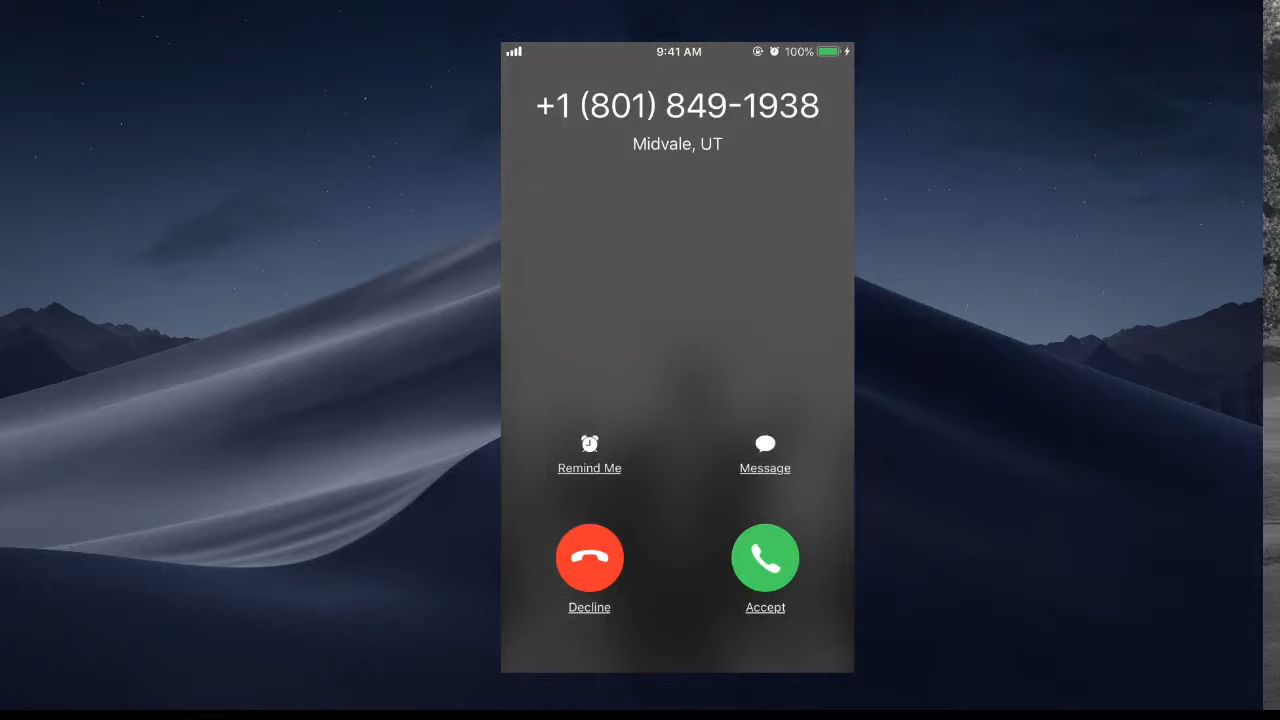 9:41 AM 100%
+1 (801) 849-1938
Midvale, UT
Remind Me Message
Decline Accept